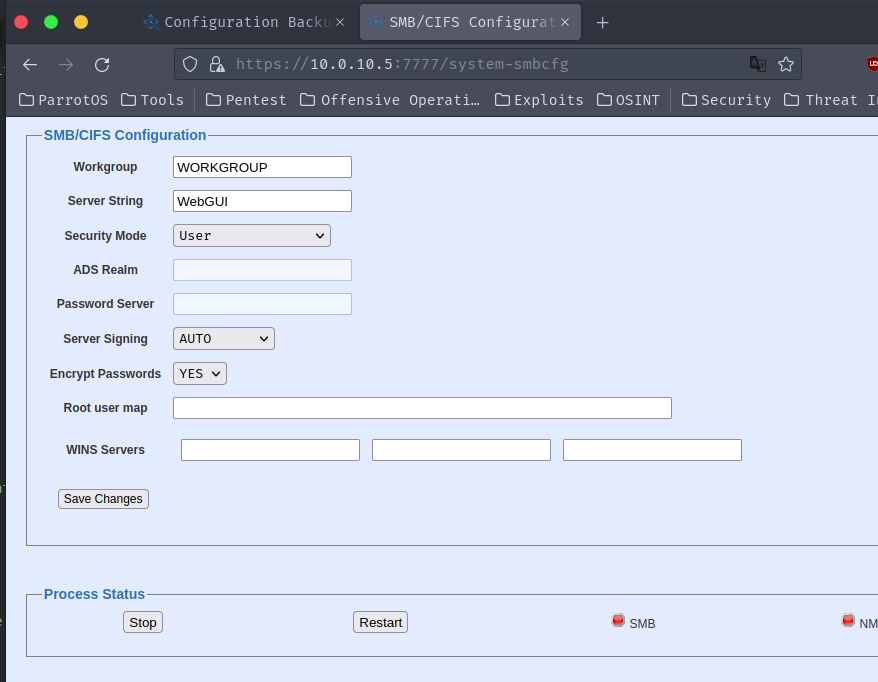 Configuration Backu
SMB/CIFS Configurat
https://10.0.10.5:7777/system-smbcfg
ParrotOS Tools Pentest Offensive Operati… Exploits OSINT Security Threat In
SMB/CIFS Configuration
Workgroup WORKGROUP
Server String WebGUI
Security Mode User
ADS Realm
Password Server
Server Signing AUTO
Encrypt Passwords YES
Root user map
WINS Servers
Save Changes
Process Status
Stop Restart SMB NM